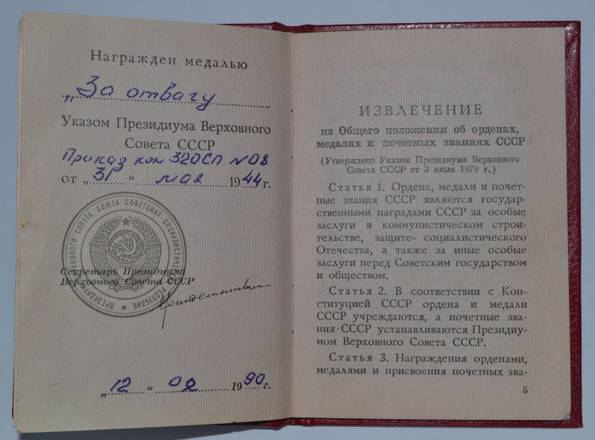 Награжден медалью
„За отвагу
Указом Президиума Верховного
Совета СССР
Приказ ком 320СП № 08
от „31“ мая 1944 г.
Секретарь Президиума
Верховного Совета СССР
„12“ 02 1990 г.
ИЗВЛЕЧЕНИЕ
из Общего положения об орденах,
медалях и почетных званиях СССР
(Утверждено Указом Президиума Верховного
Совета СССР от 3 июля 1979 г.)
Статья 1. Ордена, медали и почет-
ные звания СССР являются государ-
ственными наградами СССР за особые
заслуги в коммунистическом строи-
тельстве, защите социалистического
Отечества, а также за иные особые
заслуги перед Советским государством
и обществом.
Статья 2. В соответствии с Кон-
ституцией СССР ордена и медали
СССР учреждаются, а почетные зва-
ния СССР устанавливаются Президиу-
мом Верховного Совета СССР.
Статья 3. Награждения орденами,
медалями и присвоения почетных зва-
5